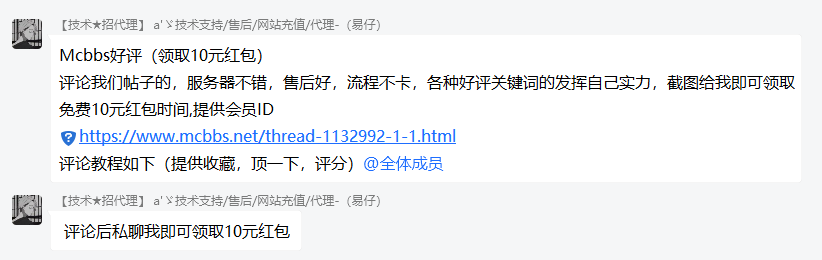 【技术★招代理】 a'ゞ技术支持/售后/网站充值/代理-（易仔）
Mcbbs好评（领取10元红包）
评论我们帖子的，服务器不错，售后好，流程不卡，各种好评关键词的发挥自己实力，截图给我即可领取
免费10元红包时间,提供会员ID
https://www.mcbbs.net/thread-1132992-1-1.html
评论教程如下（提供收藏，顶一下，评分）@全体成员
【技术★招代理】 a'ゞ技术支持/售后/网站充值/代理-（易仔）
评论后私聊我即可领取10元红包